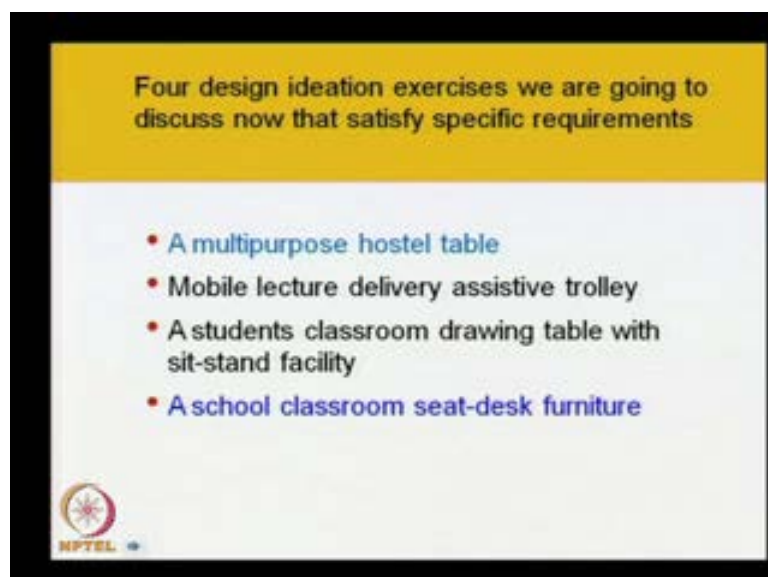 Four design ideation exercises we are going to
discuss now that satisfy specific requirements
• A multipurpose hostel table
• Mobile lecture delivery assistive trolley
• A students classroom drawing table with
sit-stand facility
• A school classroom seat-desk furniture
NPTEL